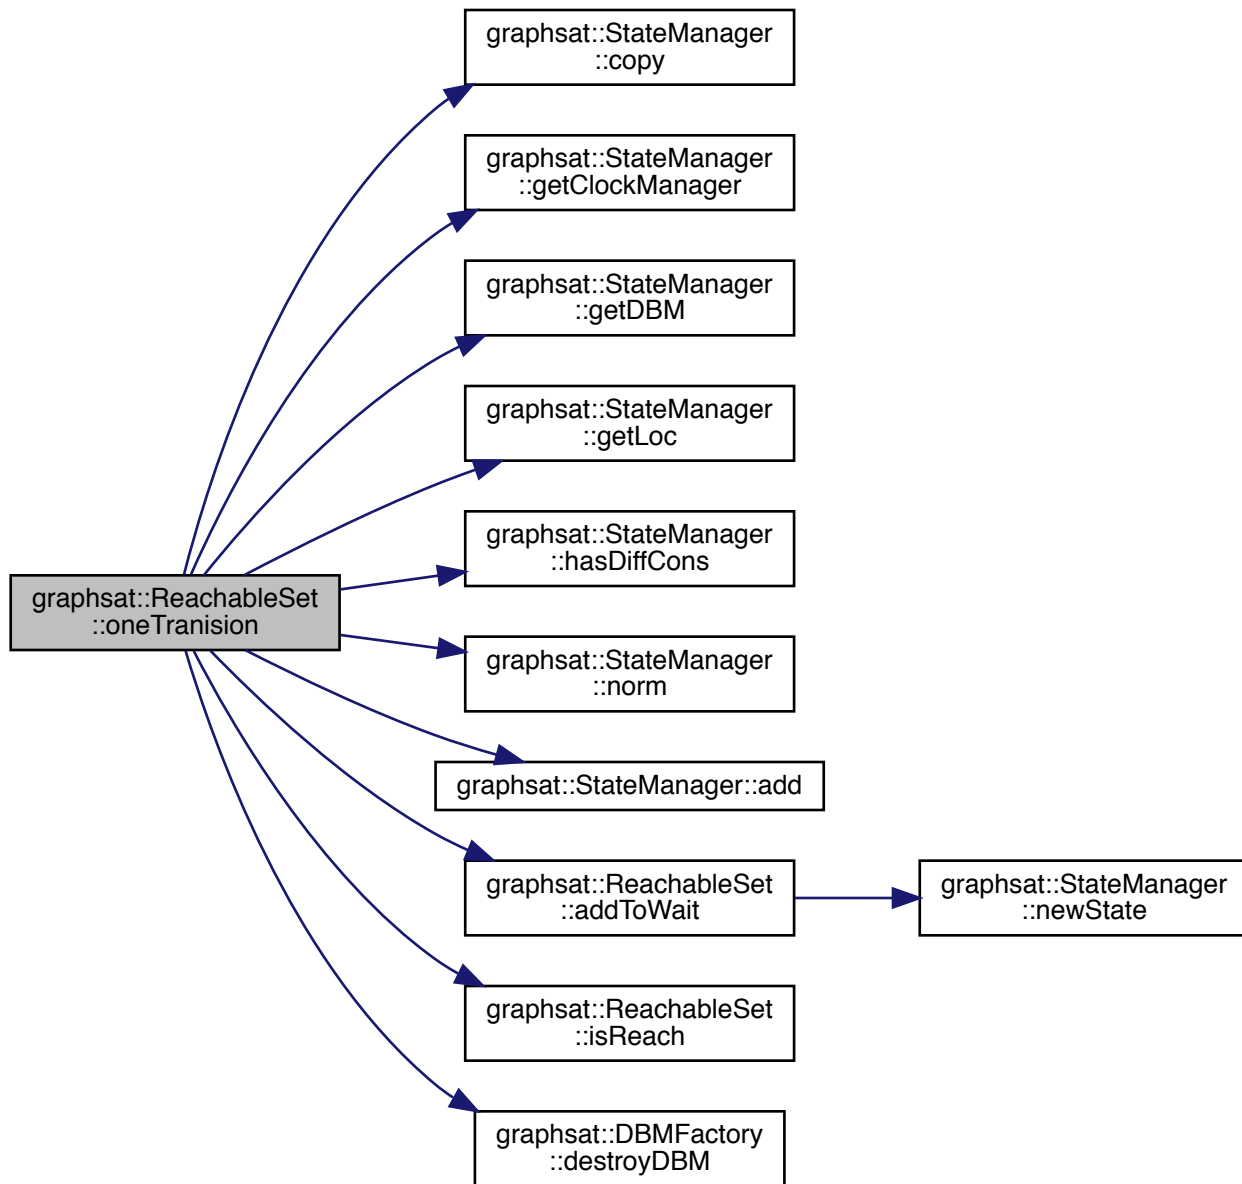 graphsat::StateManager
::copy
graphsat::StateManager
::getClockManager
graphsat::StateManager
::getDBM
graphsat::StateManager
::getLoc
graphsat::StateManager
::hasDiffCons
graphsat::ReachableSet
::oneTranision
graphsat::StateManager
::norm
graphsat::StateManager::add
graphsat::ReachableSet
::addToWait
graphsat::StateManager
::newState
graphsat::ReachableSet
::isReach
graphsat::DBMFactory
::destroyDBM